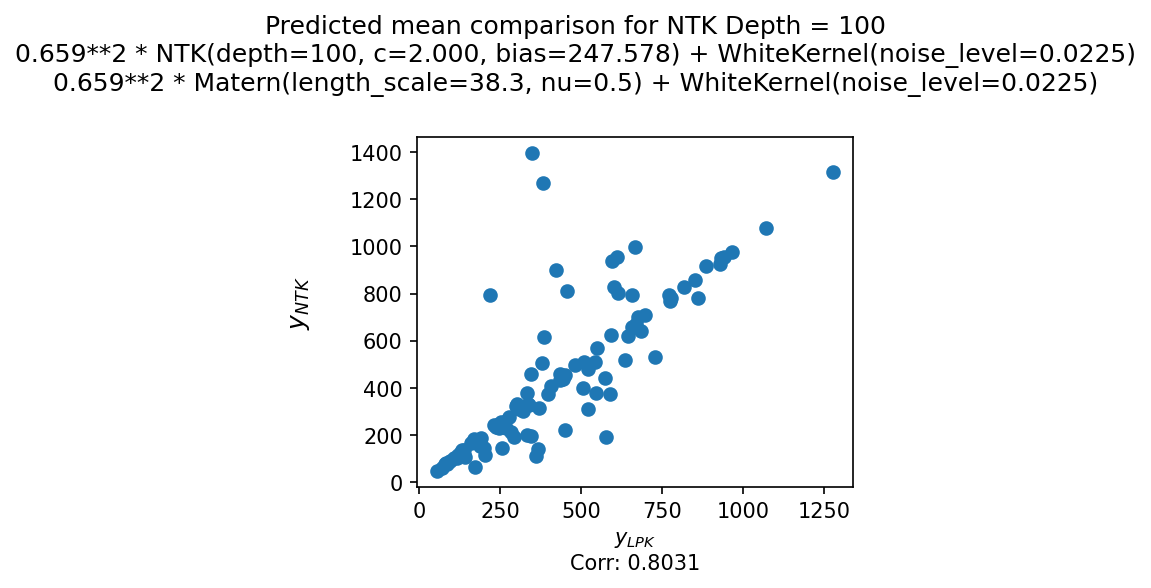 Predicted mean comparison for NTK Depth = 100
0.659**2 * NTK(depth=100, c=2.000, bias=247.578) + WhiteKernel(noise_level=0.0225)
0.659**2 * Matern(length_scale=38.3, nu=0.5) + WhiteKernel(noise_level=0.0225)
1400
1200
1000
800
600
400
200
0
y_NTK
0 250 500 750 1000 1250
y_LPK
Corr: 0.8031